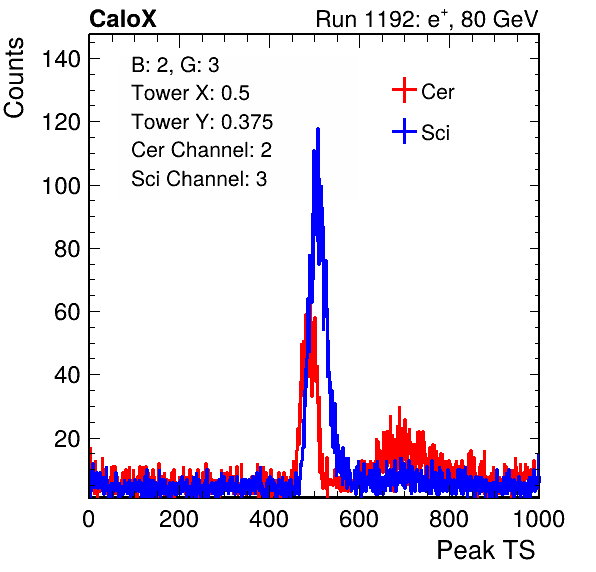 CaloX Run 1192: e+, 80 GeV
Counts
B: 2, G: 3
Tower X: 0.5
Tower Y: 0.375
Cer Channel: 2
Sci Channel: 3
Cer
Sci
140
120
100
80
60
40
20
0 200 400 600 800 1000
Peak TS